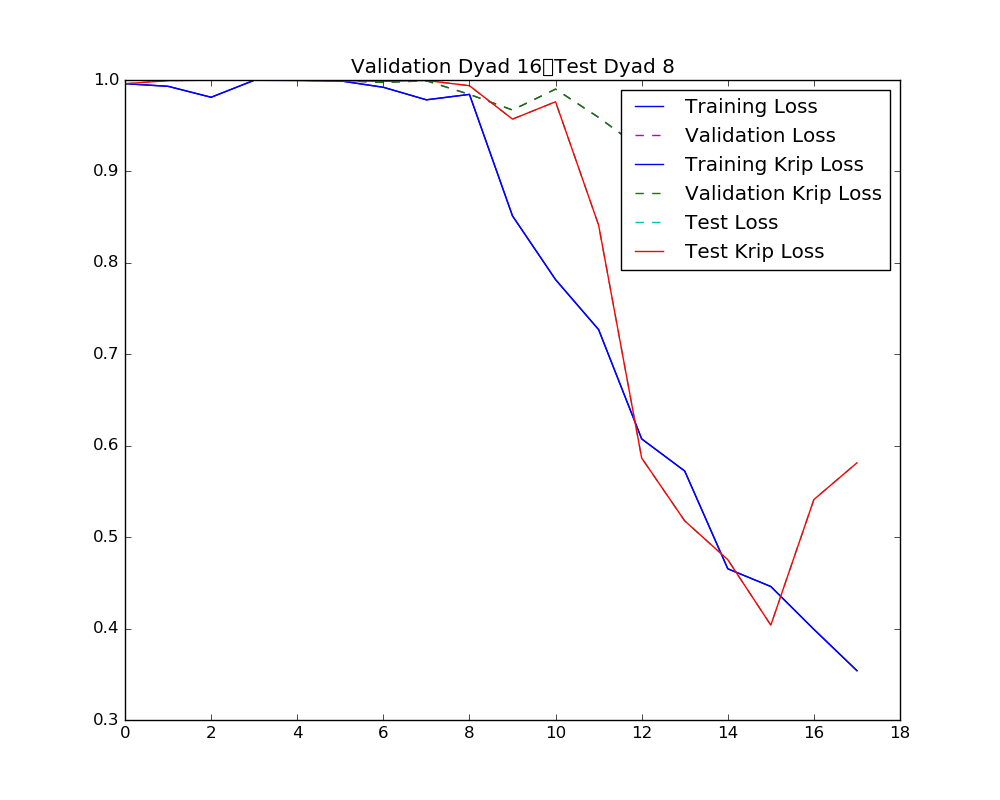 Validation Dyad 16▯Test Dyad 8
1.0
0.9
0.8
0.7
0.6
0.5
0.4
0.3
0 2 4 6 8 10 12 14 16 18
Training Loss
Validation Loss
Training Krip Loss
Validation Krip Loss
Test Loss
Test Krip Loss